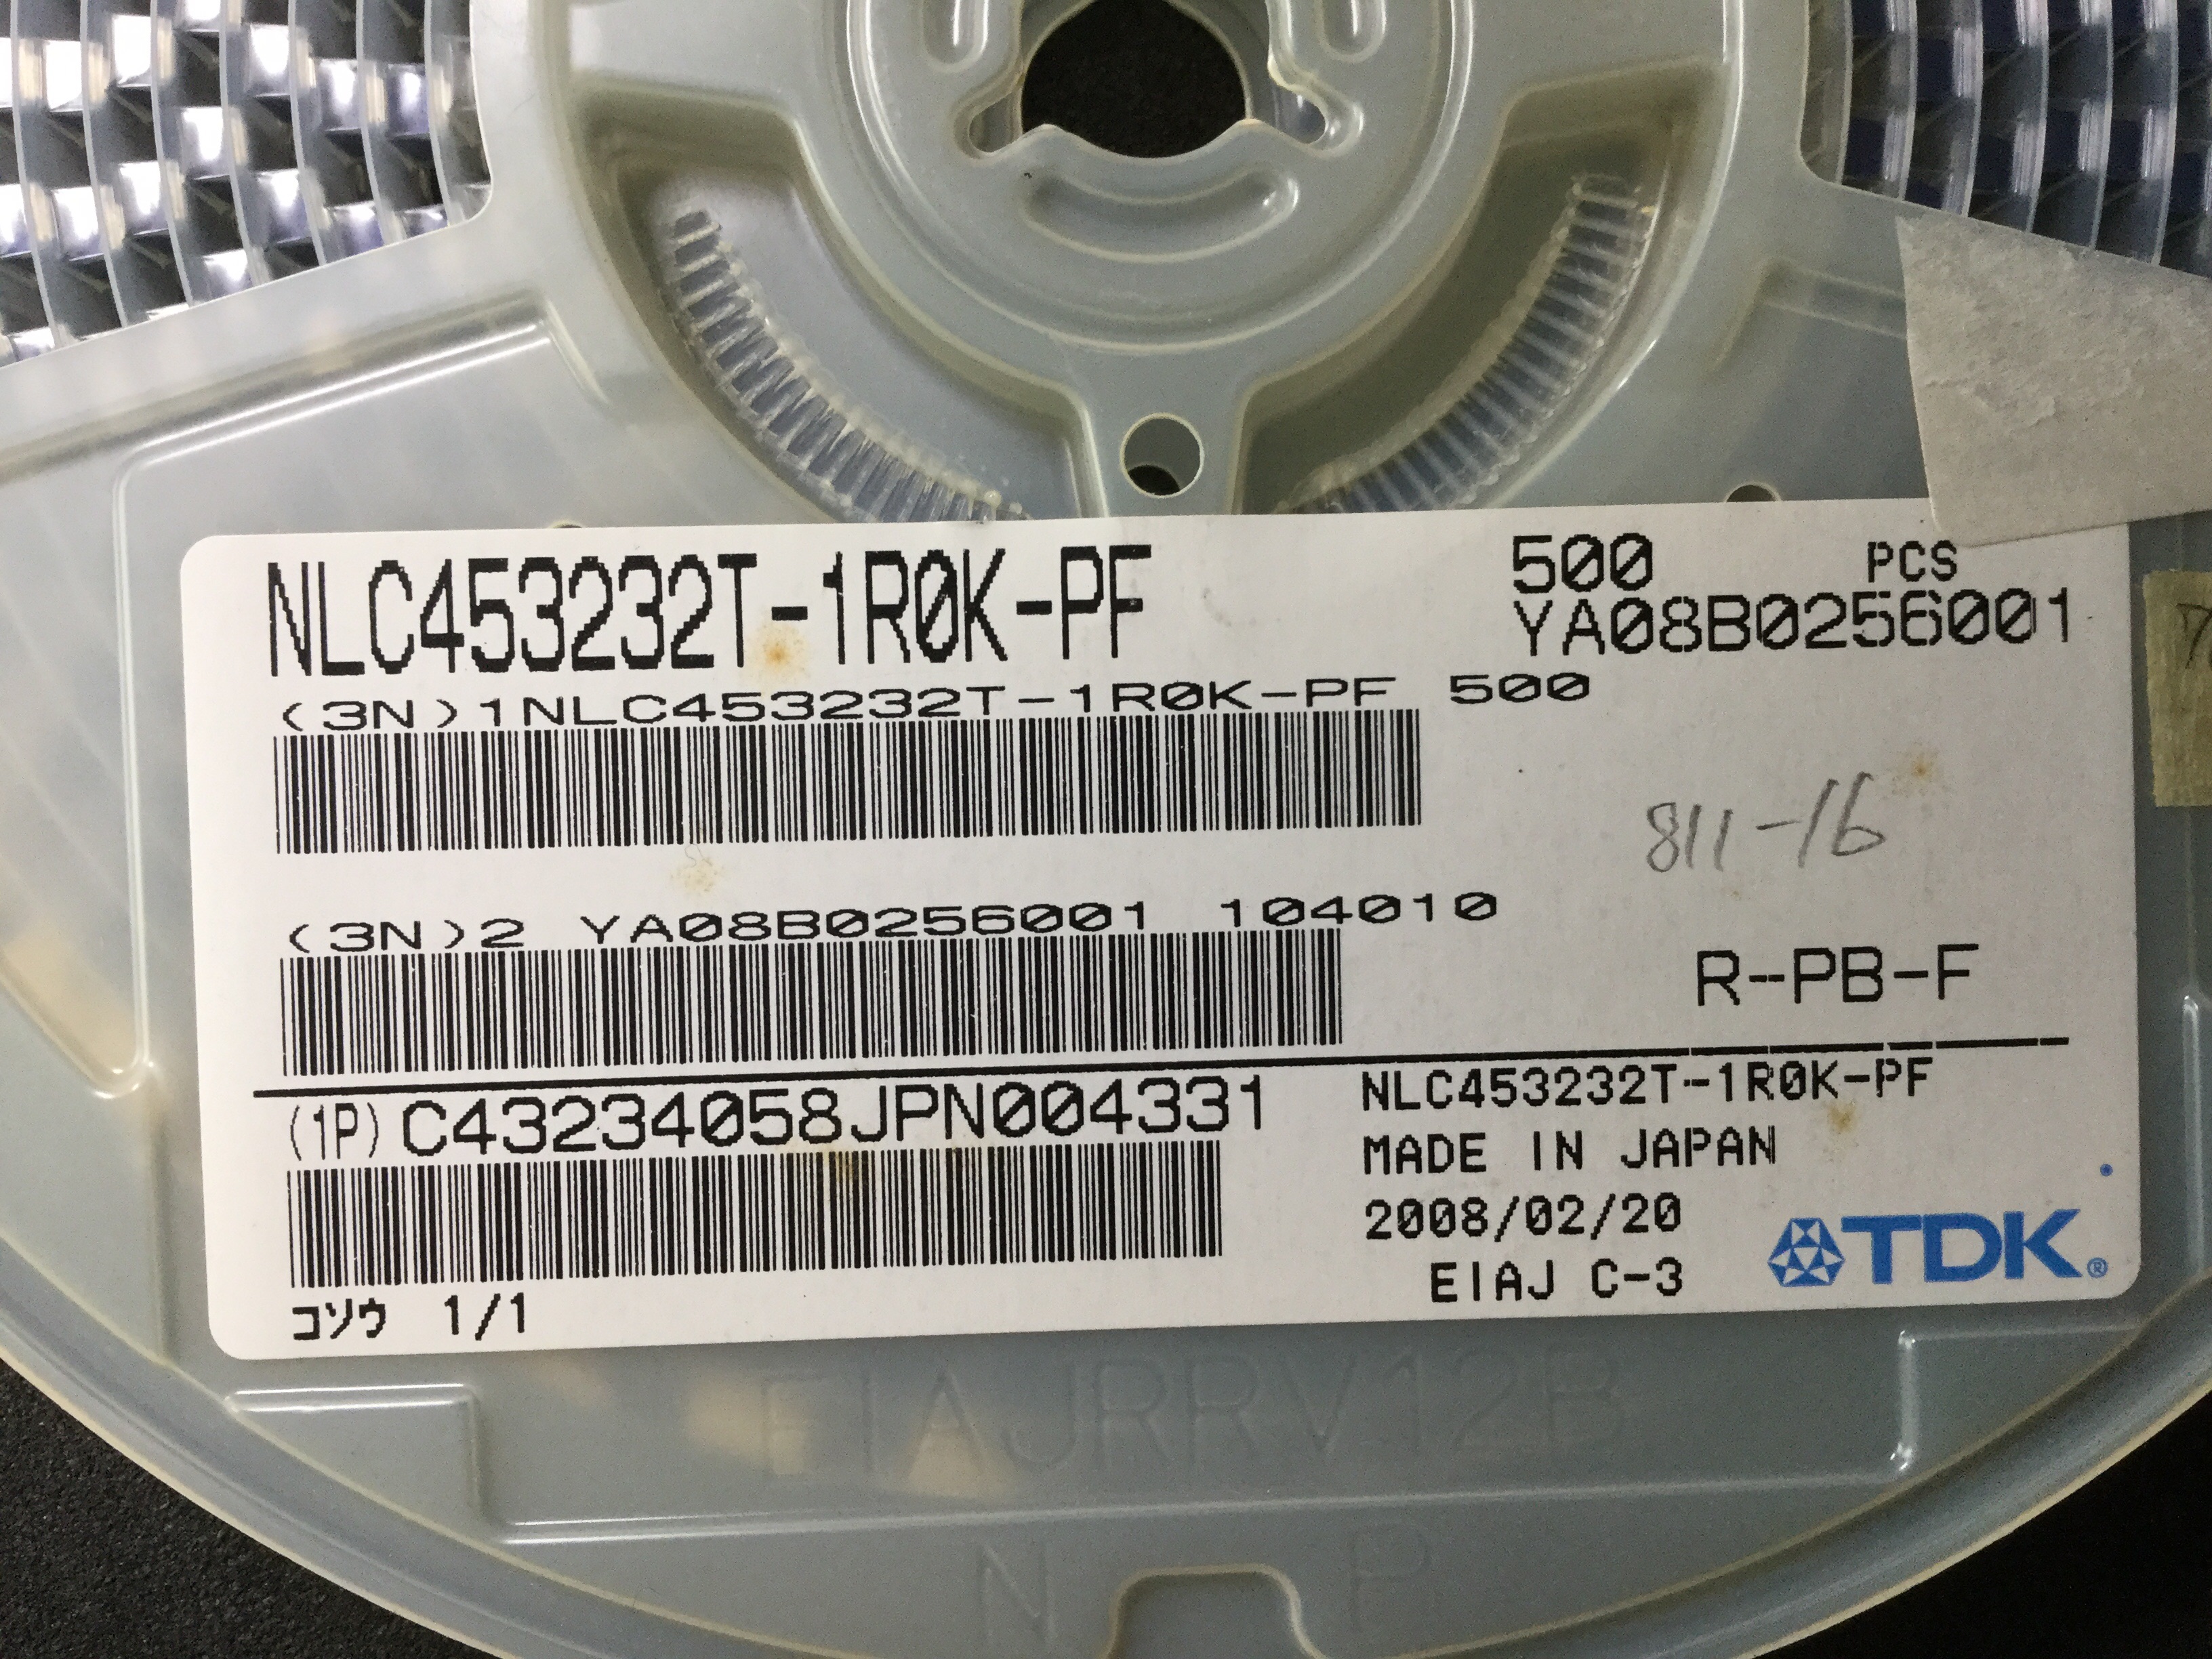 NLC453232T-1R0K-PF
500 PCS
YA08B0256001
(3N)1NLC453232T-1R0K-PF 500
811-16
(3N)2 YA08B0256001 104010
R-PB-F
(1P) C43234058JPN004331
NLC453232T-1R0K-PF
MADE IN JAPAN
2008/02/20
EIAJ C-3
TDK®
コソウ 1/1
EIAJRRV12B
N P